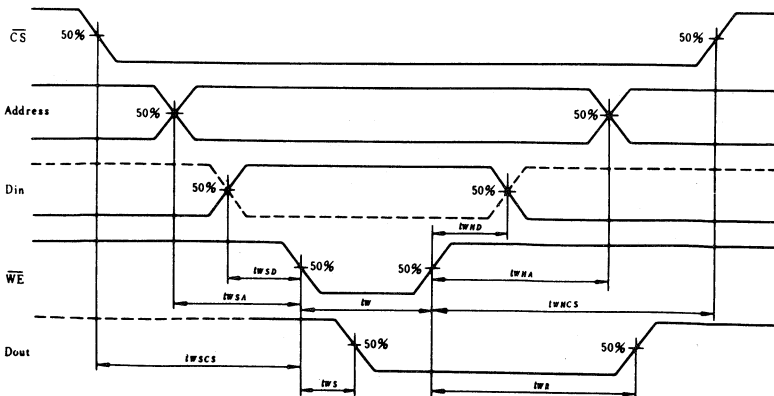 CS
50%
50%
Address
50%
50%
Din
50%
50%
tWHD
WE
50%
50%
tWSD
tWHA
tWSA
tW
tWHCS
Dout
50%
50%
tWSCS
tWS
tWR